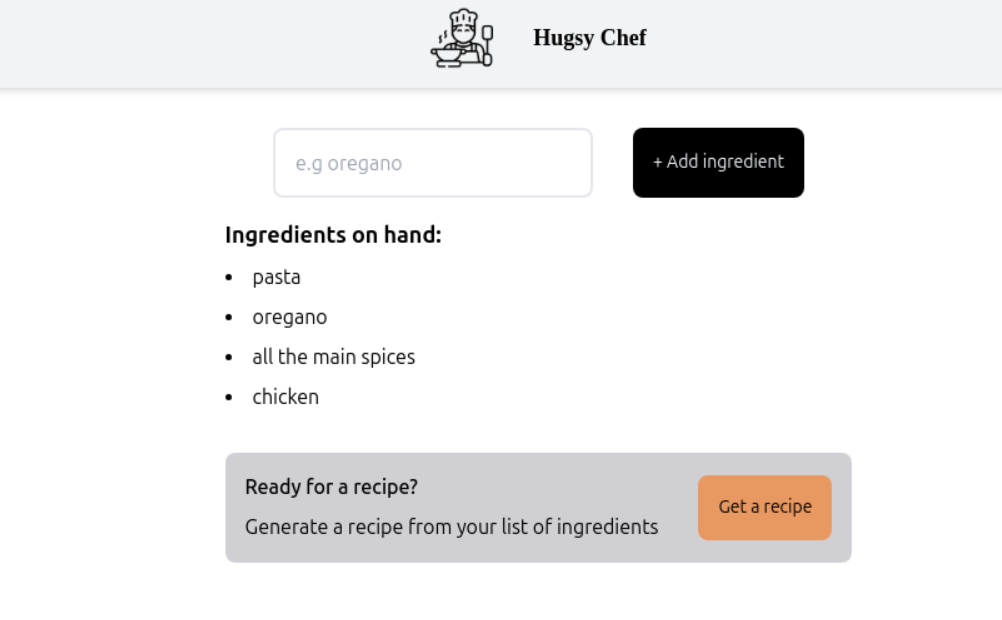 Hugsy Chef
e.g oregano
+ Add ingredient
Ingredients on hand:
pasta
oregano
all the main spices
chicken
Ready for a recipe?
Generate a recipe from your list of ingredients
Get a recipe